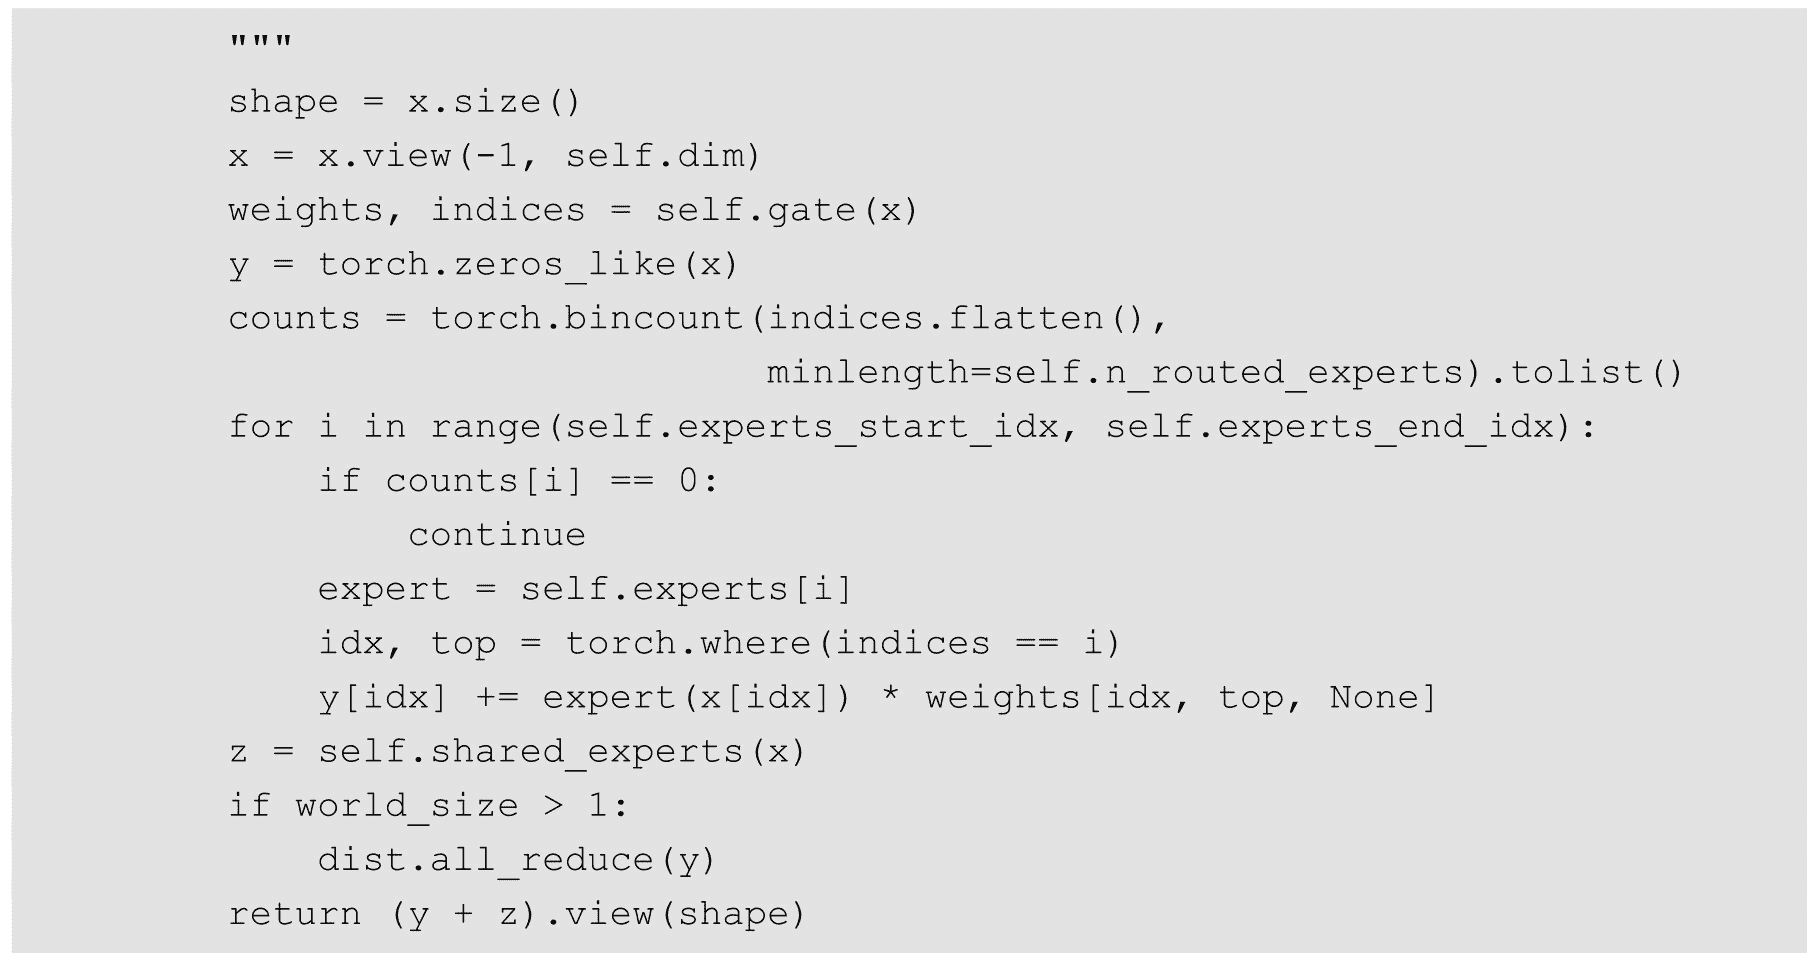 """
shape = x.size()
x = x.view(-1, self.dim)
weights, indices = self.gate(x)
y = torch.zeros_like(x)
counts = torch.bincount(indices.flatten(),
                        minlength=self.n_routed_experts).tolist()
for i in range(self.experts_start_idx, self.experts_end_idx):
    if counts[i] == 0:
        continue
    expert = self.experts[i]
    idx, top = torch.where(indices == i)
    y[idx] += expert(x[idx]) * weights[idx, top, None]
z = self.shared_experts(x)
if world_size > 1:
    dist.all_reduce(y)
return (y + z).view(shape)